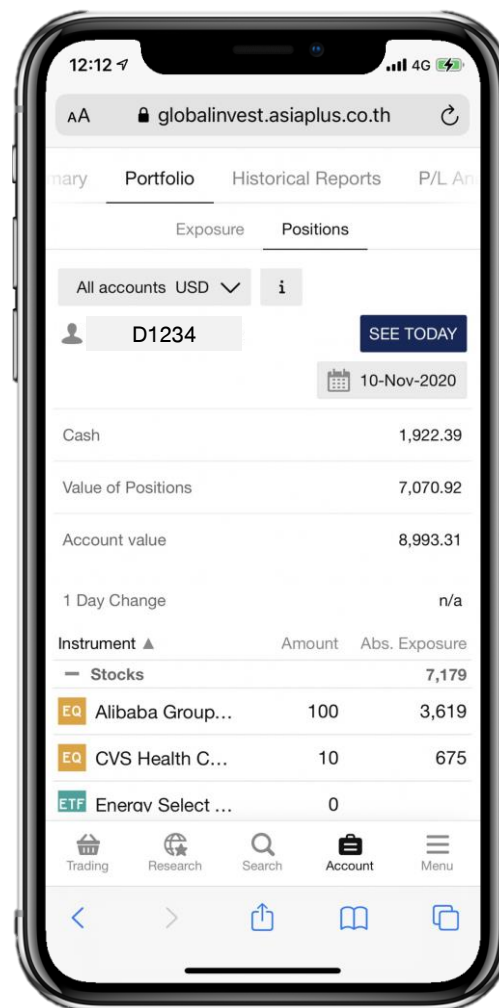 12:12 4G
AA globalinvest.asiaplus.co.th
mary Portfolio Historical Reports P/L An
Exposure Positions
All accounts USD i
D1234 SEE TODAY
10-Nov-2020
Cash 1,922.39
Value of Positions 7,070.92
Account value 8,993.31
1 Day Change n/a
Instrument ▲ Amount Abs. Exposure
— Stocks 7,179
EQ Alibaba Group... 100 3,619
EQ CVS Health C... 10 675
ETF Energy Select ... 0
Trading Research Search Account Menu